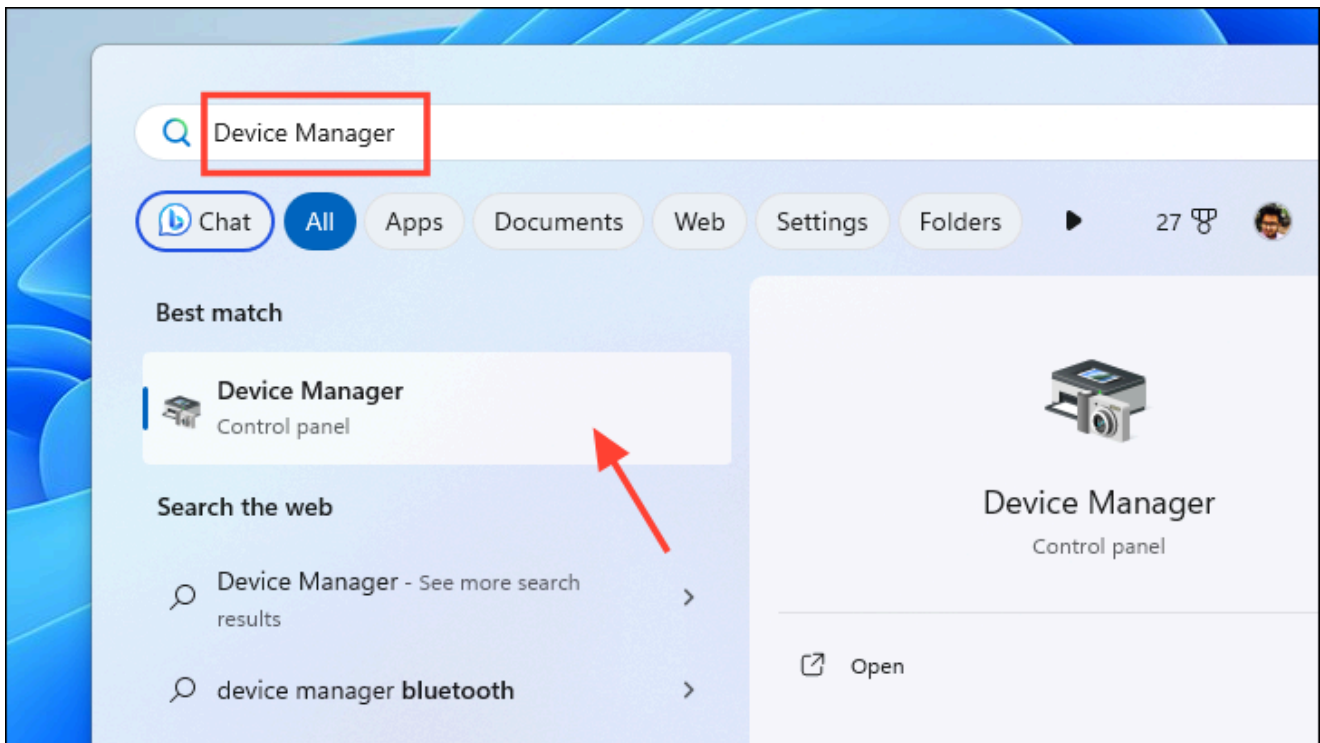 Device Manager
Chat All Apps Documents Web Settings Folders 27
Best match
Device Manager
Control panel
Search the web
Device Manager - See more search
results
device manager bluetooth
Device Manager
Control panel
Open